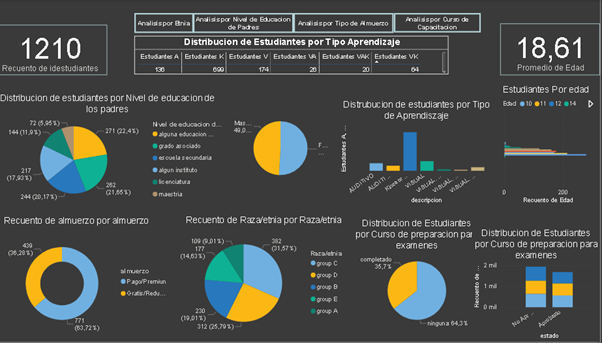 Analisis por Etnia
Analisis por Nivel de Educacion de Padres
Analisis por Tipo de Almuerzo
Analisis por Curso de Capacitacion
1210
Recuento de idestudiantes
Distribucion de Estudiantes por Tipo Aprendizaje
Estudiantes A Estudiantes K Estudiantes V Estudiantes VA Estudiantes VAK Estudiantes VK
136 699 174 26 20 64
18,61
Promedio de Edad
Distribucion de estudiantes por Nivel de educacion de
los padres
72 (5,95%)
144 (11,9%)
217
(17,93%)
244 (20,17%)
271 (22,4%)
262
(21,65%)
Nivel de educacion d...
alguna educacion ...
grado asociado
escuela secundaria
algun instituto
licenciatura
maestria
Mas...
49,0...
F...
Distrubucion de estudiantes por Tipo
de Aprendiszaje
Estudiantes A, ...
AUDITIVO
AUDITI...
Kines...
VISUAL
VISUAL...
VISUAL...
VISUAL...
descripcion
Estudiantes Por edad
Edad 10 11 12 14
0 200
Recuento de Edad
Recuento de almuerzo por almuerzo
439
(36,28%)
771
(63,72%)
almuerzo
Pago/Premiun
Gratis/Redu...
Recuento de Raza/etnia por Raza/etnia
109 (9,01%)
177
(14,63%)
230
(19,01%)
312 (25,79%)
382
(31,57%)
Raza/etnia
group C
group D
group B
group E
group A
Distribución de Estudiantes
por Curso de preparacion para
examenes
completado
35,7%
ninguna 64,3%
Distribución de Estudiantes
por Curso de preparacion para
examenes
Recuento de ...
2 mil
1 mil
0 mil
No Apr...
Aprobado
estado